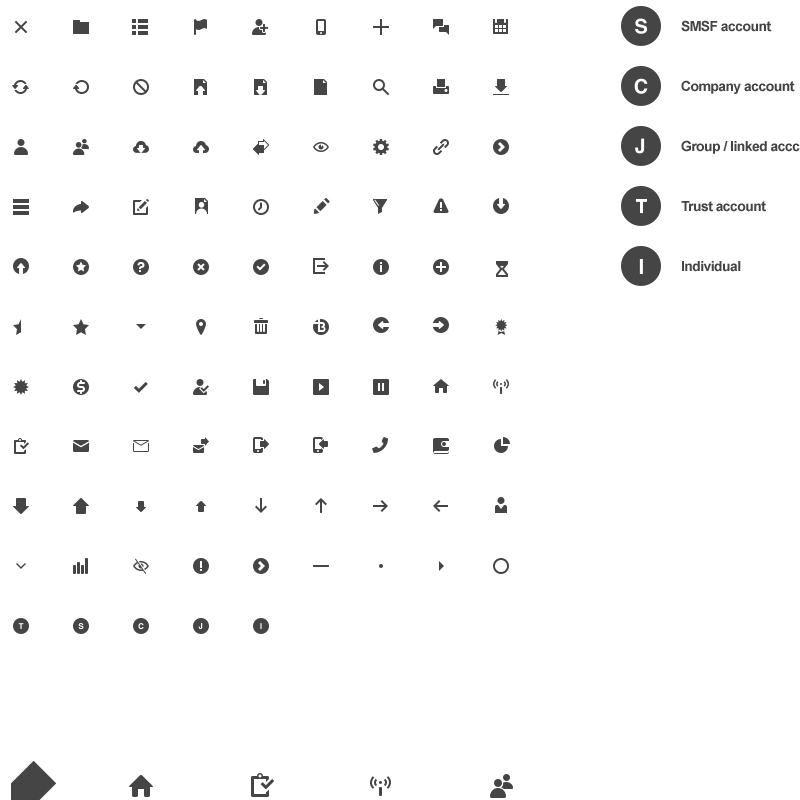 S SMSF account
C Company account
J Group / linked accc
T Trust account
I Individual
T S C J I